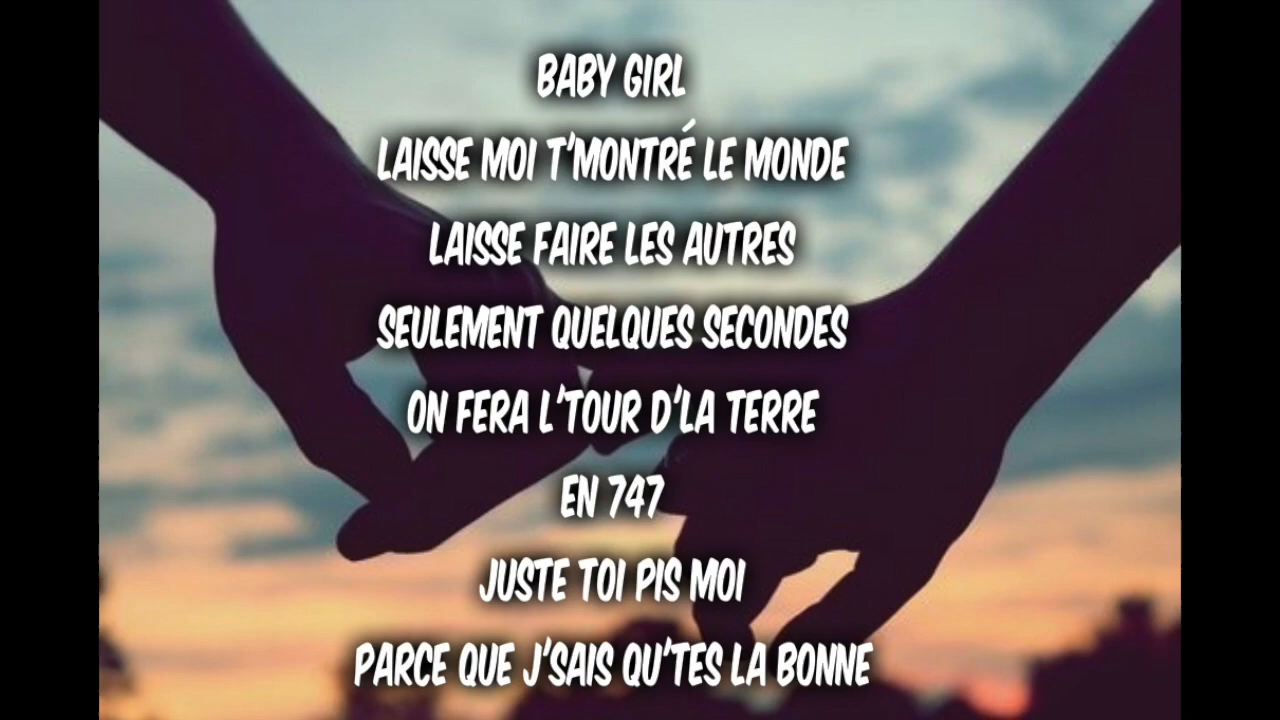 BABY GIRL
LAISSE MOI T'MONTRÉ LE MONDE
LAISSE FAIRE LES AUTRES
SEULEMENT QUELQUES SECONDES
ON FERA L'TOUR D'LA TERRE
EN 747
JUSTE TOI PIS MOI
PARCE QUE J'SAIS QU'TES LA BONNE